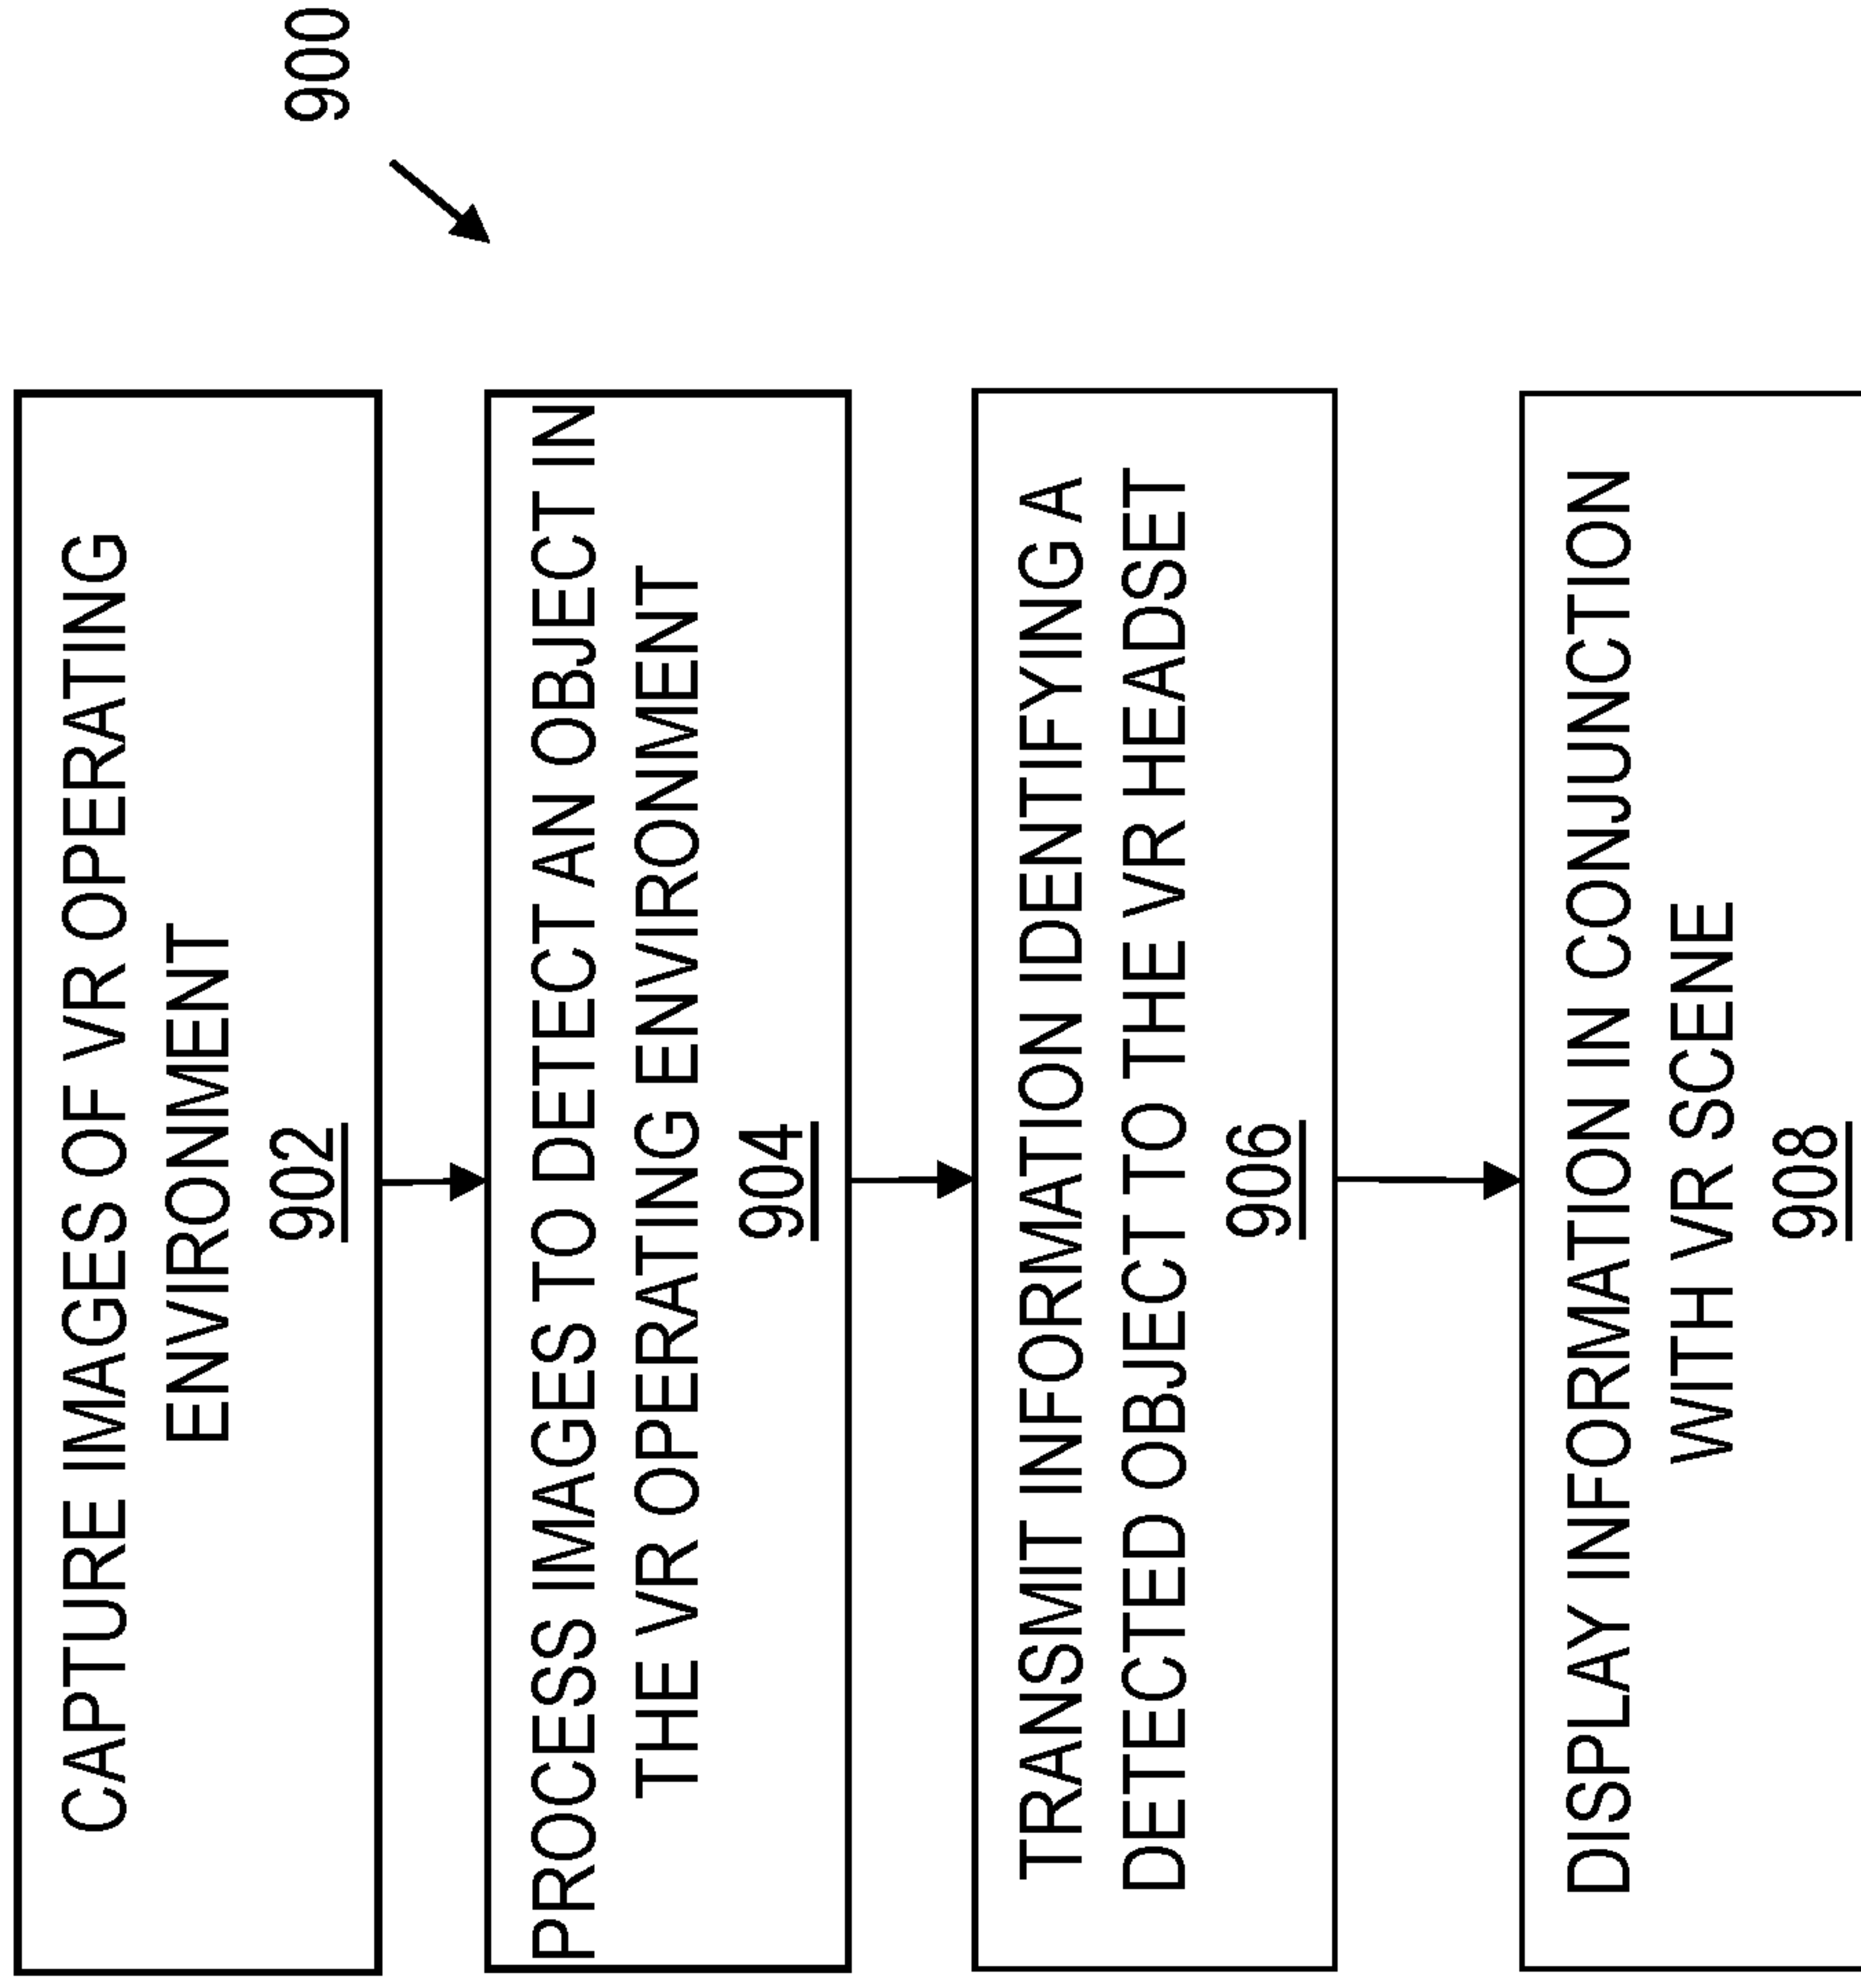 900
CAPTURE IMAGES OF VR OPERATING
ENVIRONMENT
902
PROCESS IMAGES TO DETECT AN OBJECT IN
THE VR OPERATING ENVIRONMENT
904
TRANSMIT INFORMATION IDENTIFYING A
DETECTED OBJECT TO THE VR HEADSET
906
DISPLAY INFORMATION IN CONJUNCTION
WITH VR SCENE
908